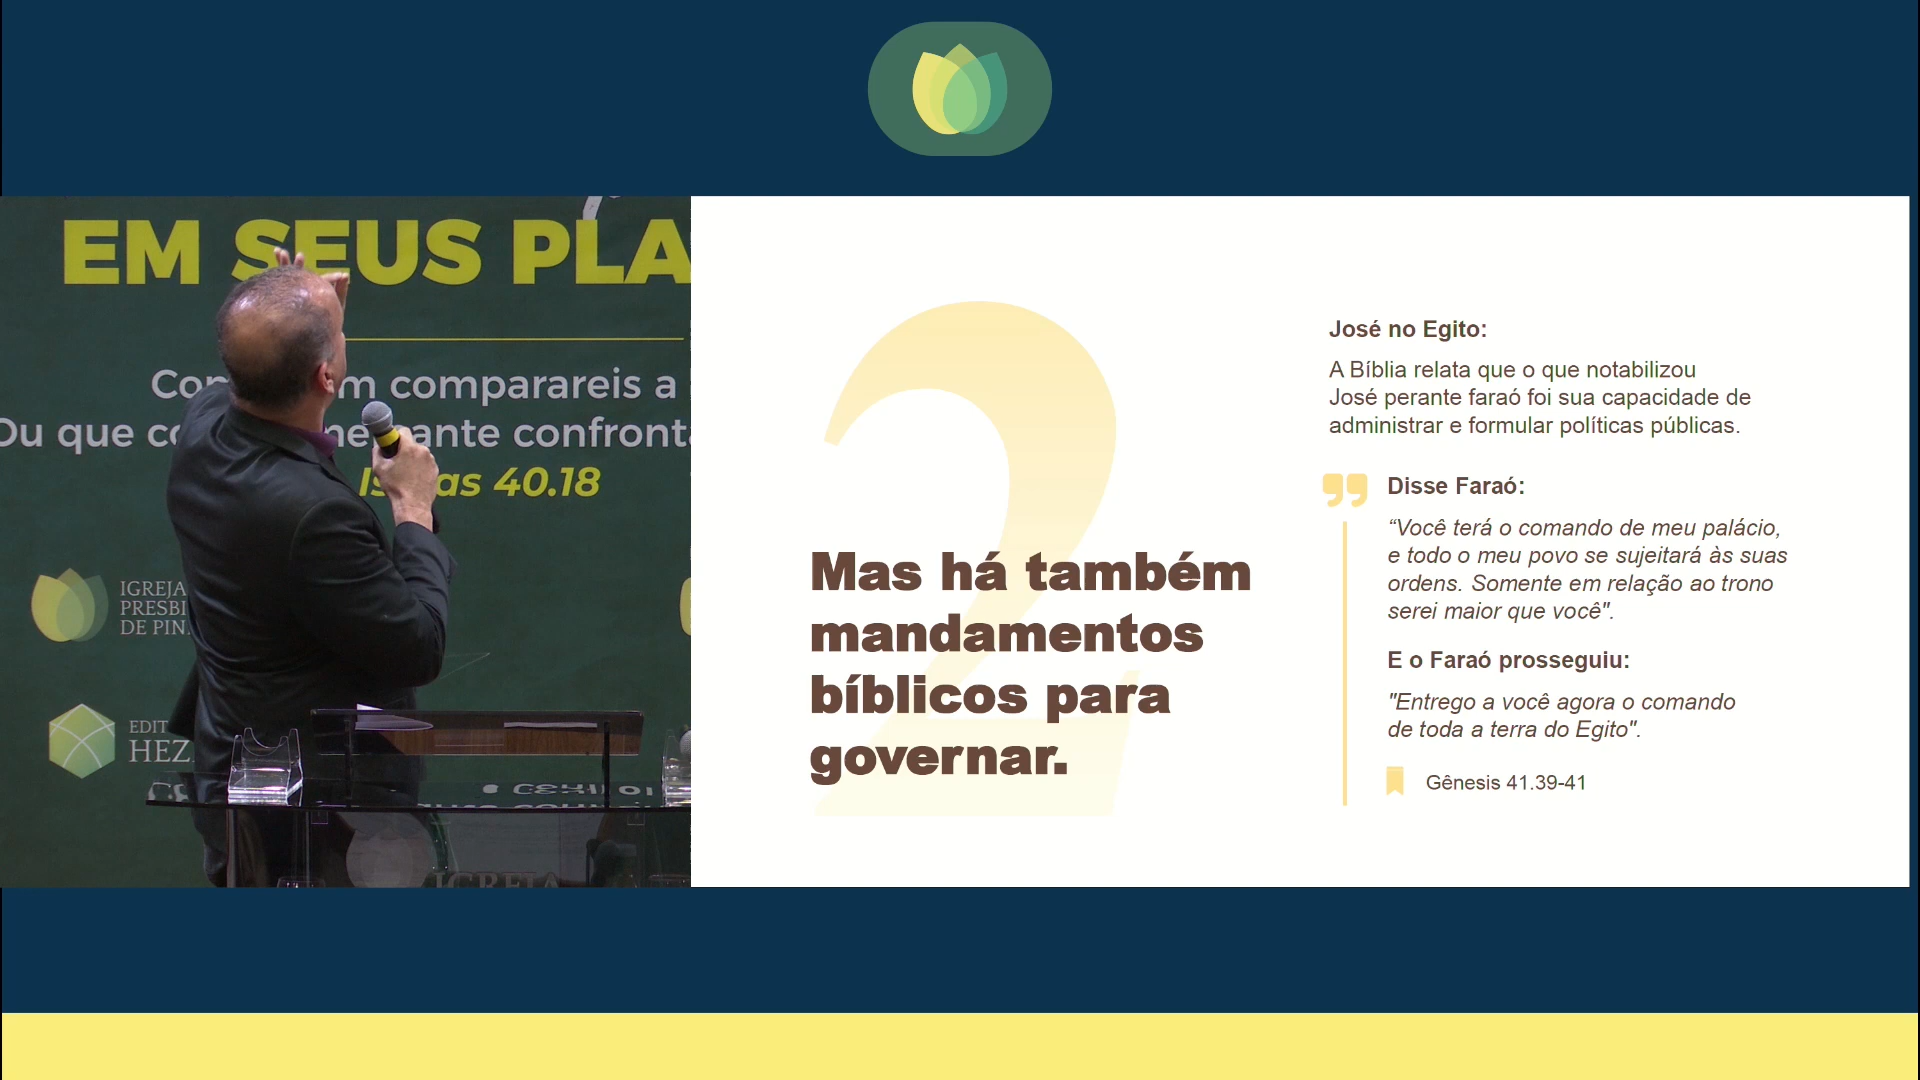 EM SEUS PLA
m comparareis a
Ou que
ante confront
40.18
IGREJA
PRESBI
DE PIN
EDIT
HEZ
IGREJA
2
Mas há também
mandamentos
bíblicos para
governar.
José no Egito:
A Bíblia relata que o que notabilizou
José perante faraó foi sua capacidade de
administrar e formular políticas públicas.
Disse Faraó:
“Você terá o comando de meu palácio,
e todo o meu povo se sujeitará às suas
ordens. Somente em relação ao trono
serei maior que você".
E o Faraó prosseguiu:
"Entrego a você agora o comando
de toda a terra do Egito".
Gênesis 41.39-41